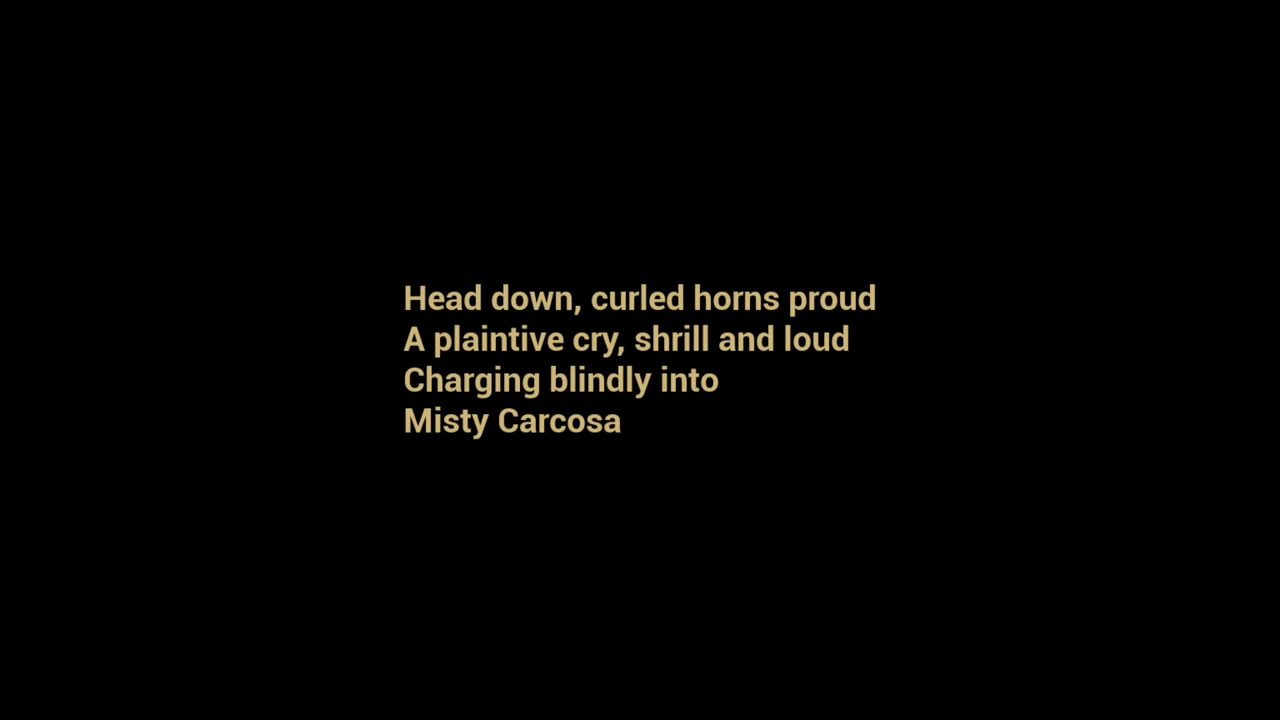 Head down, curled horns proud
A plaintive cry, shrill and loud
Charging blindly into
Misty Carcosa